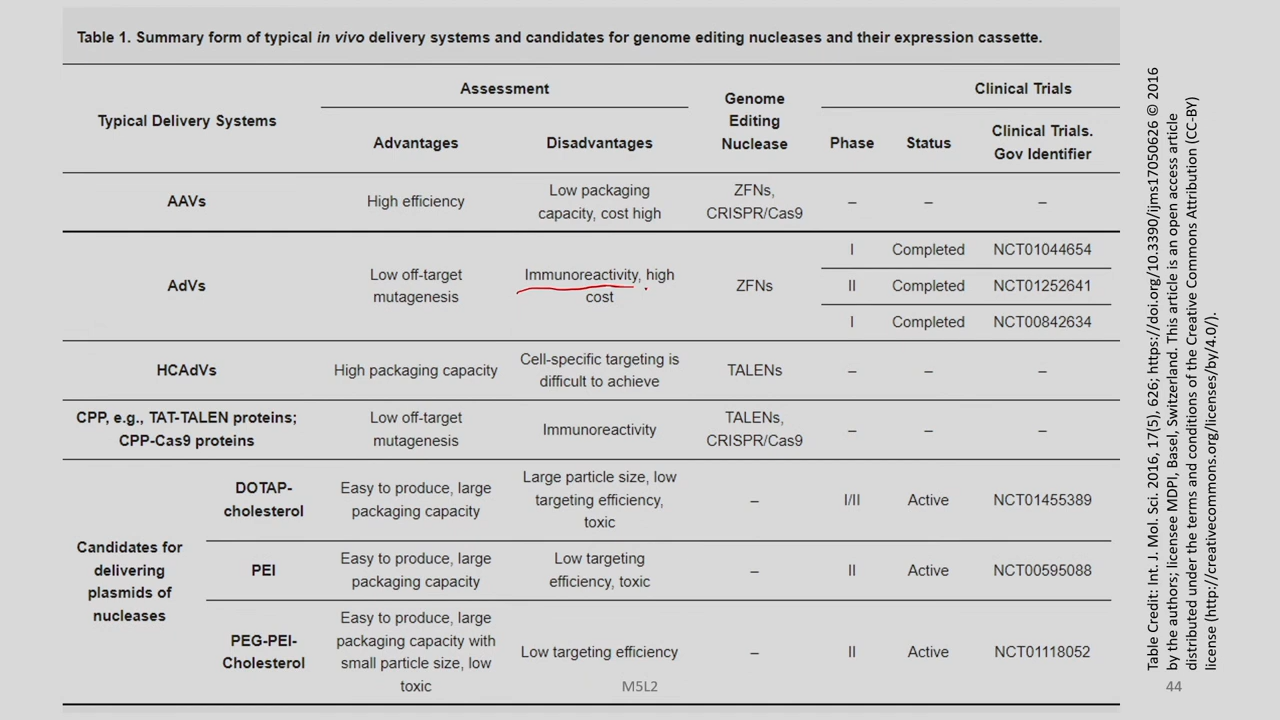 Table 1. Summary form of typical in vivo delivery systems and candidates for genome editing nucleases and their expression cassette.
Typical Delivery Systems
Assessment
Advantages
Disadvantages
Genome
Editing
Nuclease
Clinical Trials
Phase
Status
Clinical Trials.
Gov Identifier
AAVs
High efficiency
Low packaging
capacity, cost high
ZFNs,
CRISPR/Cas9
–
–
–
AdVs
Low off-target
mutagenesis
Immunoreactivity, high
cost
ZFNs
I
Completed
NCT01044654
II
Completed
NCT01252641
I
Completed
NCT00842634
HCAdVs
High packaging capacity
Cell-specific targeting is
difficult to achieve
TALENs
–
–
–
CPP, e.g., TAT-TALEN proteins;
CPP-Cas9 proteins
Low off-target
mutagenesis
Immunoreactivity
TALENs,
CRISPR/Cas9
–
–
–
Candidates for
delivering
plasmids of
nucleases
DOTAP-
cholesterol
Easy to produce, large
packaging capacity
Large particle size, low
targeting efficiency,
toxic
–
I/II
Active
NCT01455389
PEI
Easy to produce, large
packaging capacity
Low targeting
efficiency, toxic
–
II
Active
NCT00595088
PEG-PEI-
Cholesterol
Easy to produce, large
packaging capacity with
small particle size, low
toxic
Low targeting efficiency
–
II
Active
NCT01118052
Table Credit: Int. J. Mol. Sci. 2016, 17(5), 626; https://doi.org/10.3390/ijms17050626 © 2016
by the authors; licensee MDPI, Basel, Switzerland. This article is an open access article
distributed under the terms and conditions of the Creative Commons Attribution (CC-BY)
license (http://creativecommons.org/licenses/by/4.0/).
M5L2
44